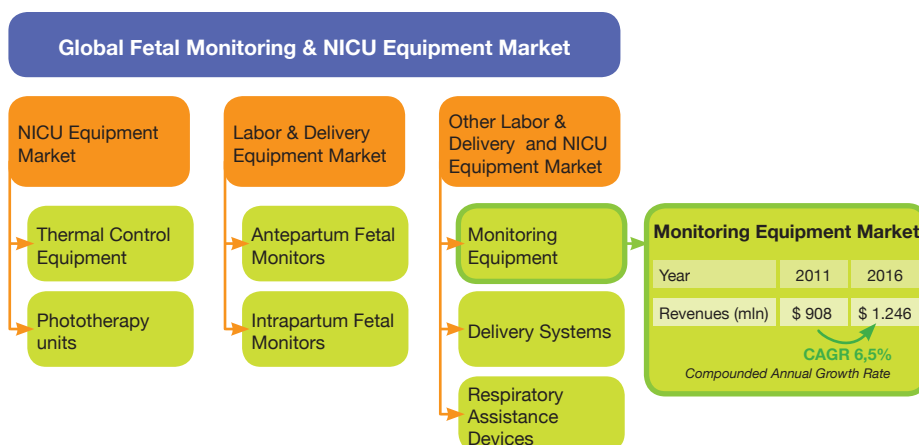 Global Fetal Monitoring & NICU Equipment Market
NICU Equipment
Market
Thermal Control
Equipment
Phototherapy
units
Labor & Delivery
Equipment Market
Antepartum Fetal
Monitors
Intrapartum Fetal
Monitors
Other Labor &
Delivery and NICU
Equipment Market
Monitoring
Equipment
Delivery Systems
Respiratory
Assistance
Devices
Monitoring Equipment Market
Year 2011 2016
Revenues (mln) $ 908 $ 1.246
CAGR 6,5%
Compounded Annual Growth Rate